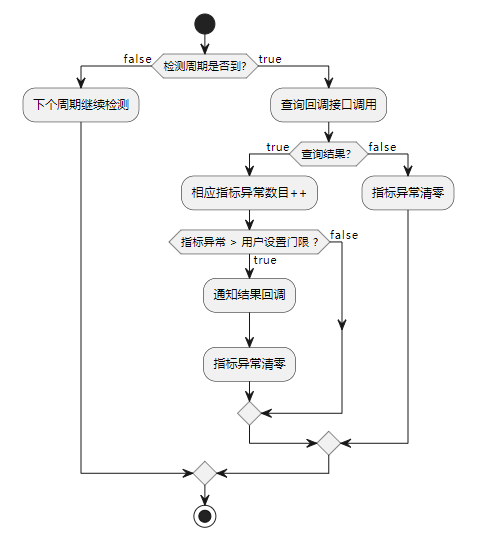 检测周期是否到?
false
true
下个周期继续检测
查询回调接口调用
查询结果?
true
false
相应指标异常数目++
指标异常清零
指标异常 > 用户设置门限 ?
false
true
通知结果回调
指标异常清零